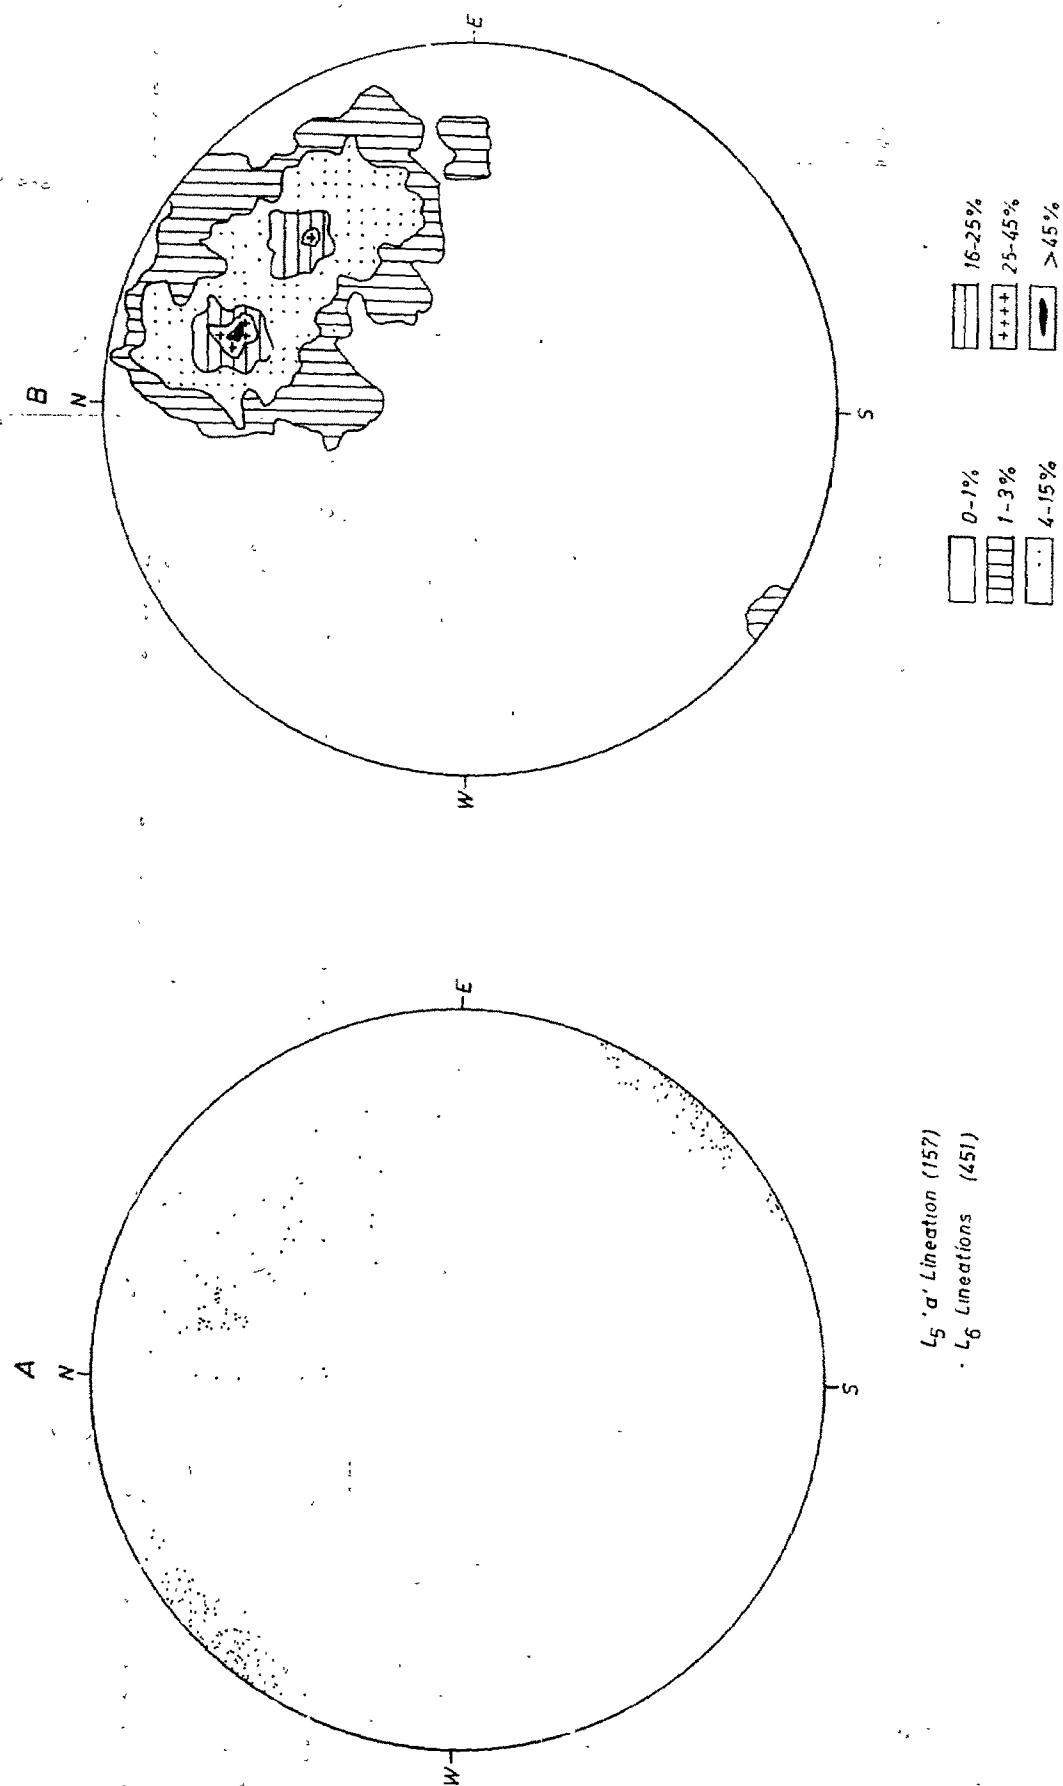 A
N
W
E
S
L5 'a' Lineation (157)
· L6 Lineations (451)
B
N
W
E
S
0-1%
1-3%
4-15%
16-25%
25-45%
>45%